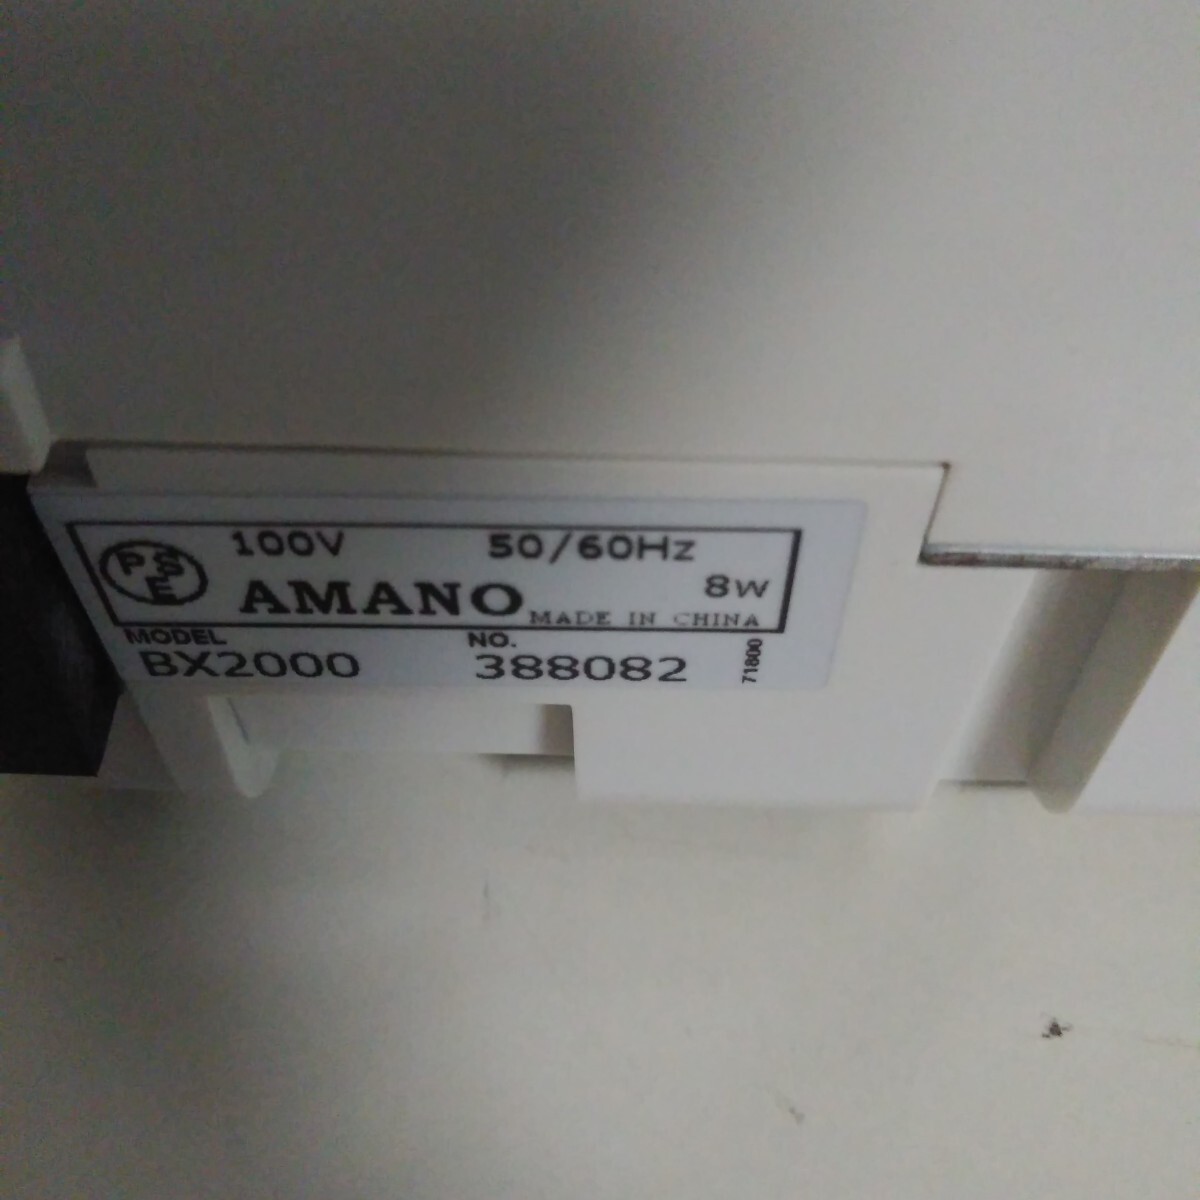 PSE 100V 50/60Hz
8W
AMANO MADE IN CHINA
MODEL NO.
BX2000 388082
71800